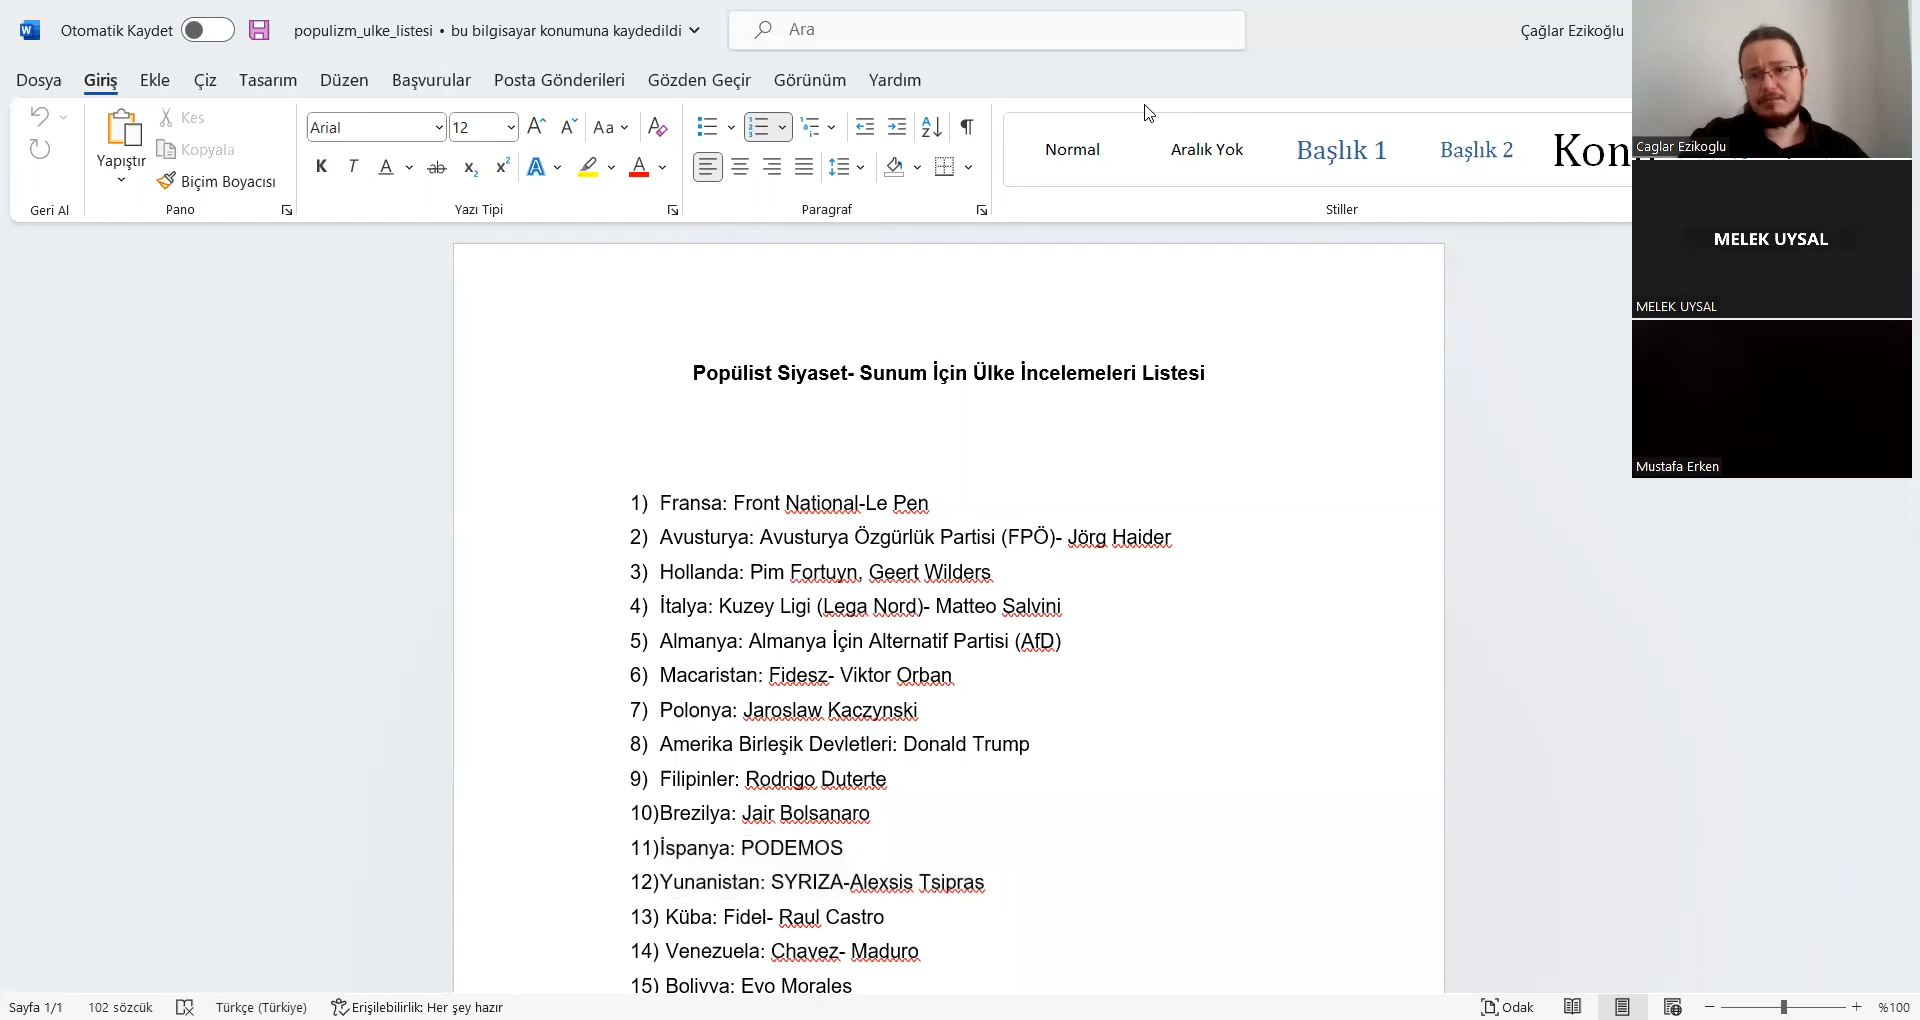 Otomatik Kaydet
populizm_ulke_listesi • bu bilgisayar konumuna kaydedildi
Ara
Çağlar Ezikoğlu
Dosya Giriş Ekle Çiz Tasarım Düzen Başvurular Posta Gönderileri Gözden Geçir Görünüm Yardım
Yapıştır
Kes
Kopyala
Biçim Boyacısı
Arial 12
Aa
K T A ab x₂ x² A A
Normal
Aralık Yok
Başlık 1
Başlık 2
Kon
Geri Al
Pano
Yazı Tipi
Paragraf
Stiller
Caglar Ezikoglu
MELEK UYSAL
MELEK UYSAL
Mustafa Erken
Popülist Siyaset- Sunum İçin Ülke İncelemeleri Listesi
1) Fransa: Front National-Le Pen
2) Avusturya: Avusturya Özgürlük Partisi (FPÖ)- Jörg Haider
3) Hollanda: Pim Fortuyn, Geert Wilders
4) İtalya: Kuzey Ligi (Lega Nord)- Matteo Salvini
5) Almanya: Almanya İçin Alternatif Partisi (AfD)
6) Macaristan: Fidesz- Viktor Orban
7) Polonya: Jaroslaw Kaczynski
8) Amerika Birleşik Devletleri: Donald Trump
9) Filipinler: Rodrigo Duterte
10)Brezilya: Jair Bolsanaro
11)İspanya: PODEMOS
12)Yunanistan: SYRIZA-Alexsis Tsipras
13) Küba: Fidel- Raul Castro
14) Venezuela: Chavez- Maduro
15) Bolivya: Evo Morales
Sayfa 1/1
102 sözcük
Türkçe (Türkiye)
Erişilebilirlik: Her şey hazır
Odak
%100